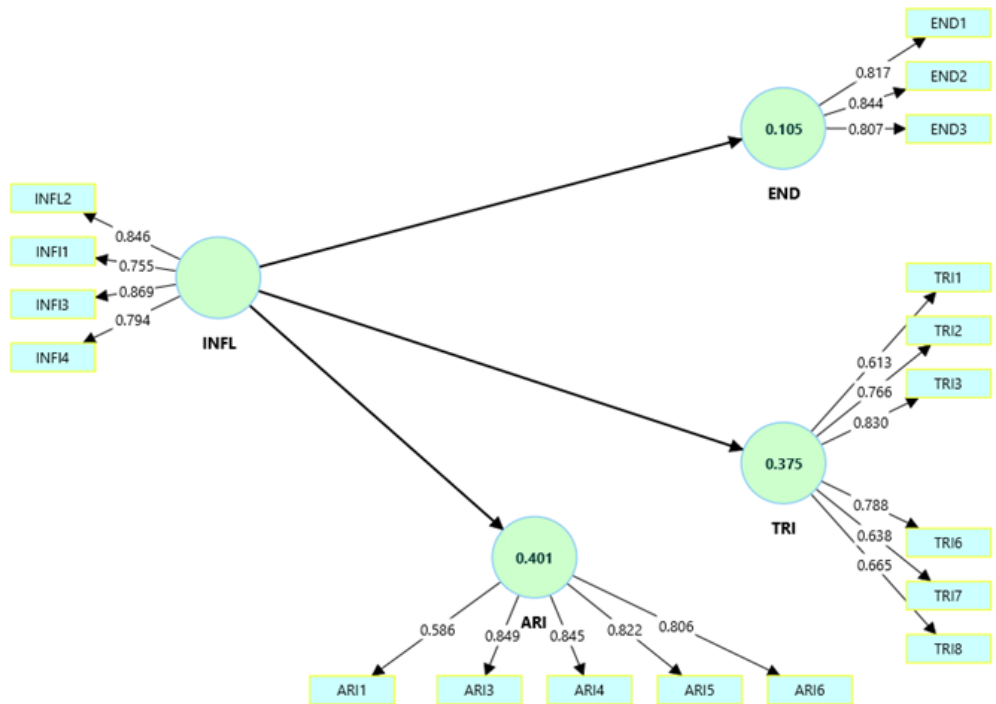 END1
0.817
END2
0.844
0.105
0.807
END3
END
INFL2
0.846
INFI1
0.755
INFI3
0.869
0.794
INFI4
INFL
TRI1
TRI2
0.613
TRI3
0.766
0.830
0.375
0.788
TRI
0.638
TRI6
0.665
TRI7
TRI8
0.401
ARI
0.586
0.849
0.845
0.822
0.806
ARI1
ARI3
ARI4
ARI5
ARI6